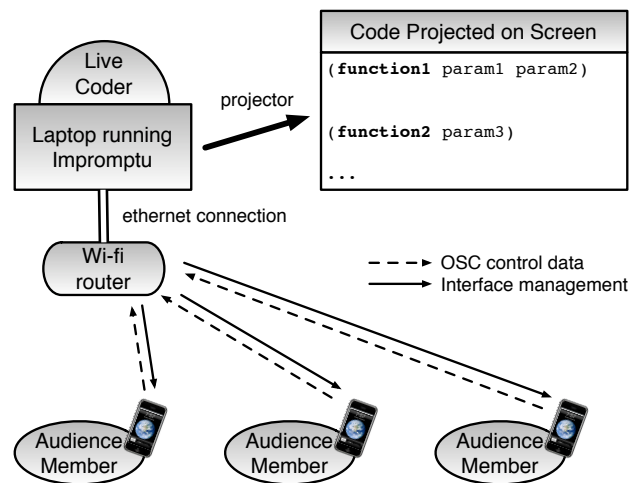 Code Projected on Screen
(function1 param1 param2)
(function2 param3)
...
Live
Coder
projector
Laptop running
Impromptu
ethernet connection
Wi-fi
router
OSC control data
Interface management
Audience
Member
Audience
Member
Audience
Member